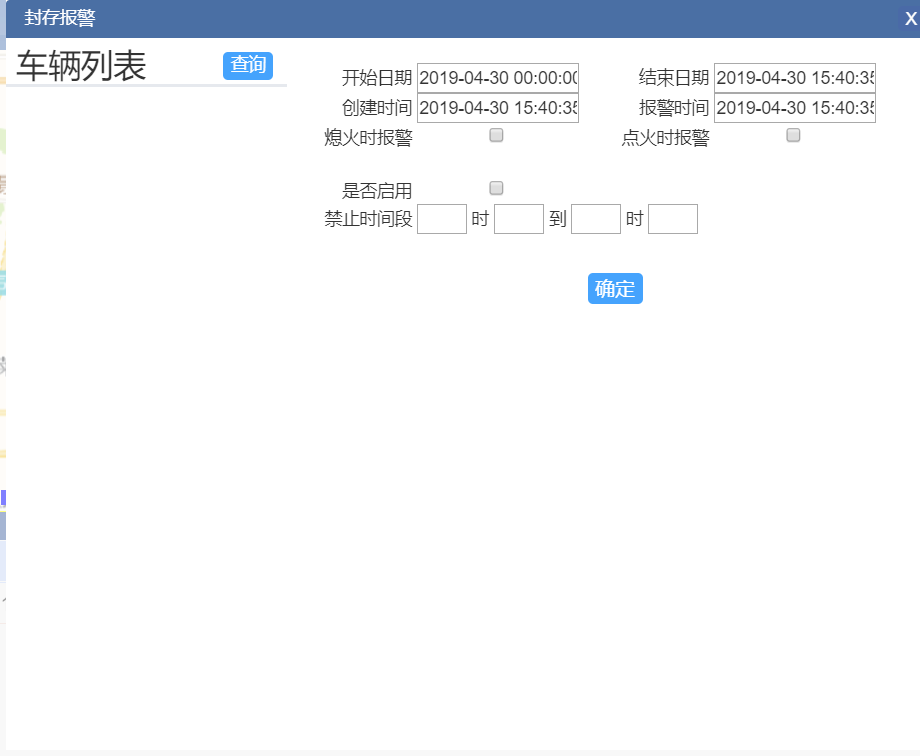 封存报警 X
车辆列表 查询
开始日期 2019-04-30 00:00:00 结束日期 2019-04-30 15:40:35
创建时间 2019-04-30 15:40:35 报警时间 2019-04-30 15:40:35
熄火时报警 点火时报警
是否启用
禁止时间段 时 到 时
确定